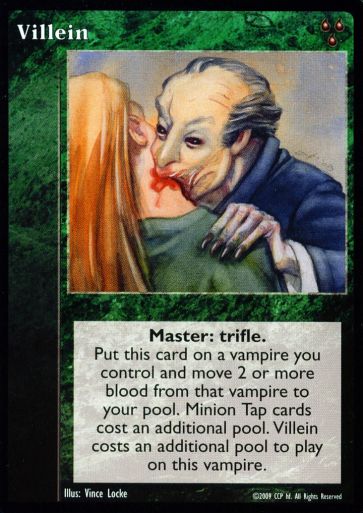 Villein
Master: trifle.
Put this card on a vampire you
control and move 2 or more
blood from that vampire to
your pool. Minion Tap cards
cost an additional pool. Villein
costs an additional pool to play
on this vampire.
Illus: Vince Locke
©2009 CCP hf. All Rights Reserved